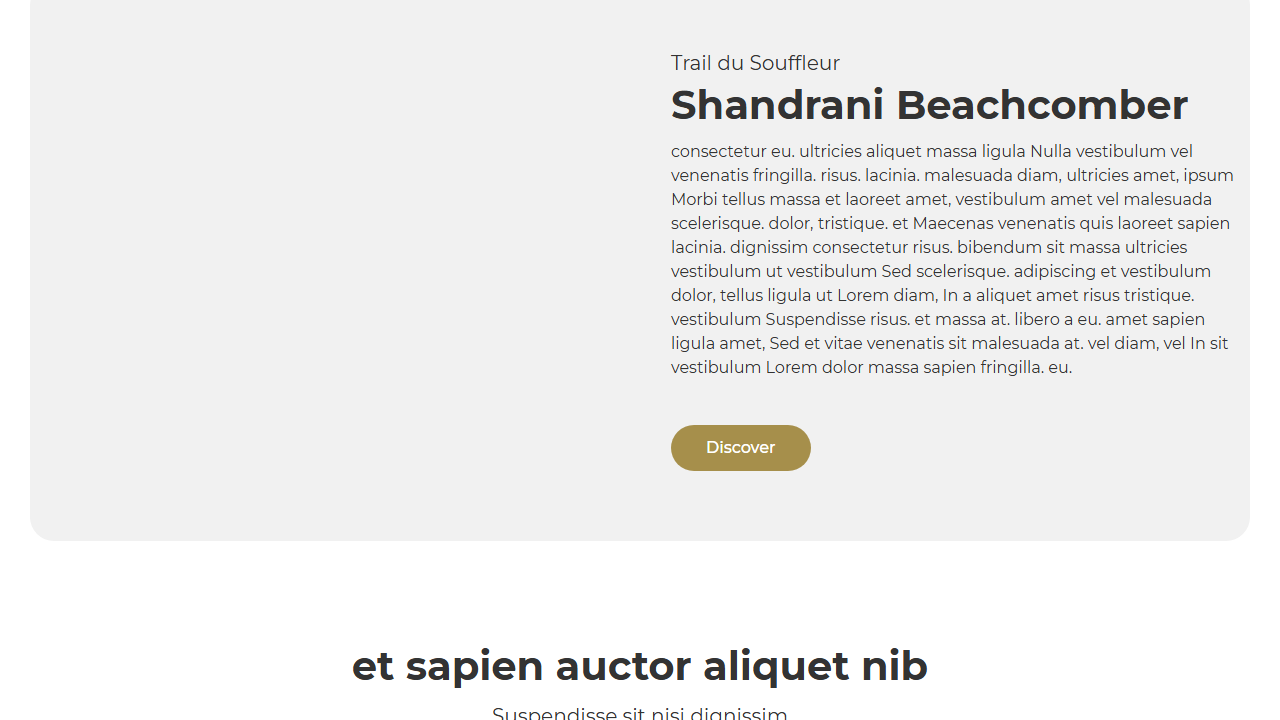 Trail du Souffleur
Shandrani Beachcomber
consectetur eu. ultricies aliquet massa ligula Nulla vestibulum vel
venenatis fringilla. risus. lacinia. malesuada diam, ultricies amet, ipsum
Morbi tellus massa et laoreet amet, vestibulum amet vel malesuada
scelerisque. dolor, tristique. et Maecenas venenatis quis laoreet sapien
lacinia. dignissim consectetur risus. bibendum sit massa ultricies
vestibulum ut vestibulum Sed scelerisque. adipiscing et vestibulum
dolor, tellus ligula ut Lorem diam, In a aliquet amet risus tristique.
vestibulum Suspendisse risus. et massa at. libero a eu. amet sapien
ligula amet, Sed et vitae venenatis sit malesuada at. vel diam, vel In sit
vestibulum Lorem dolor massa sapien fringilla. eu.
Discover
et sapien auctor aliquet nib
Suspendisse sit nisi dignissim